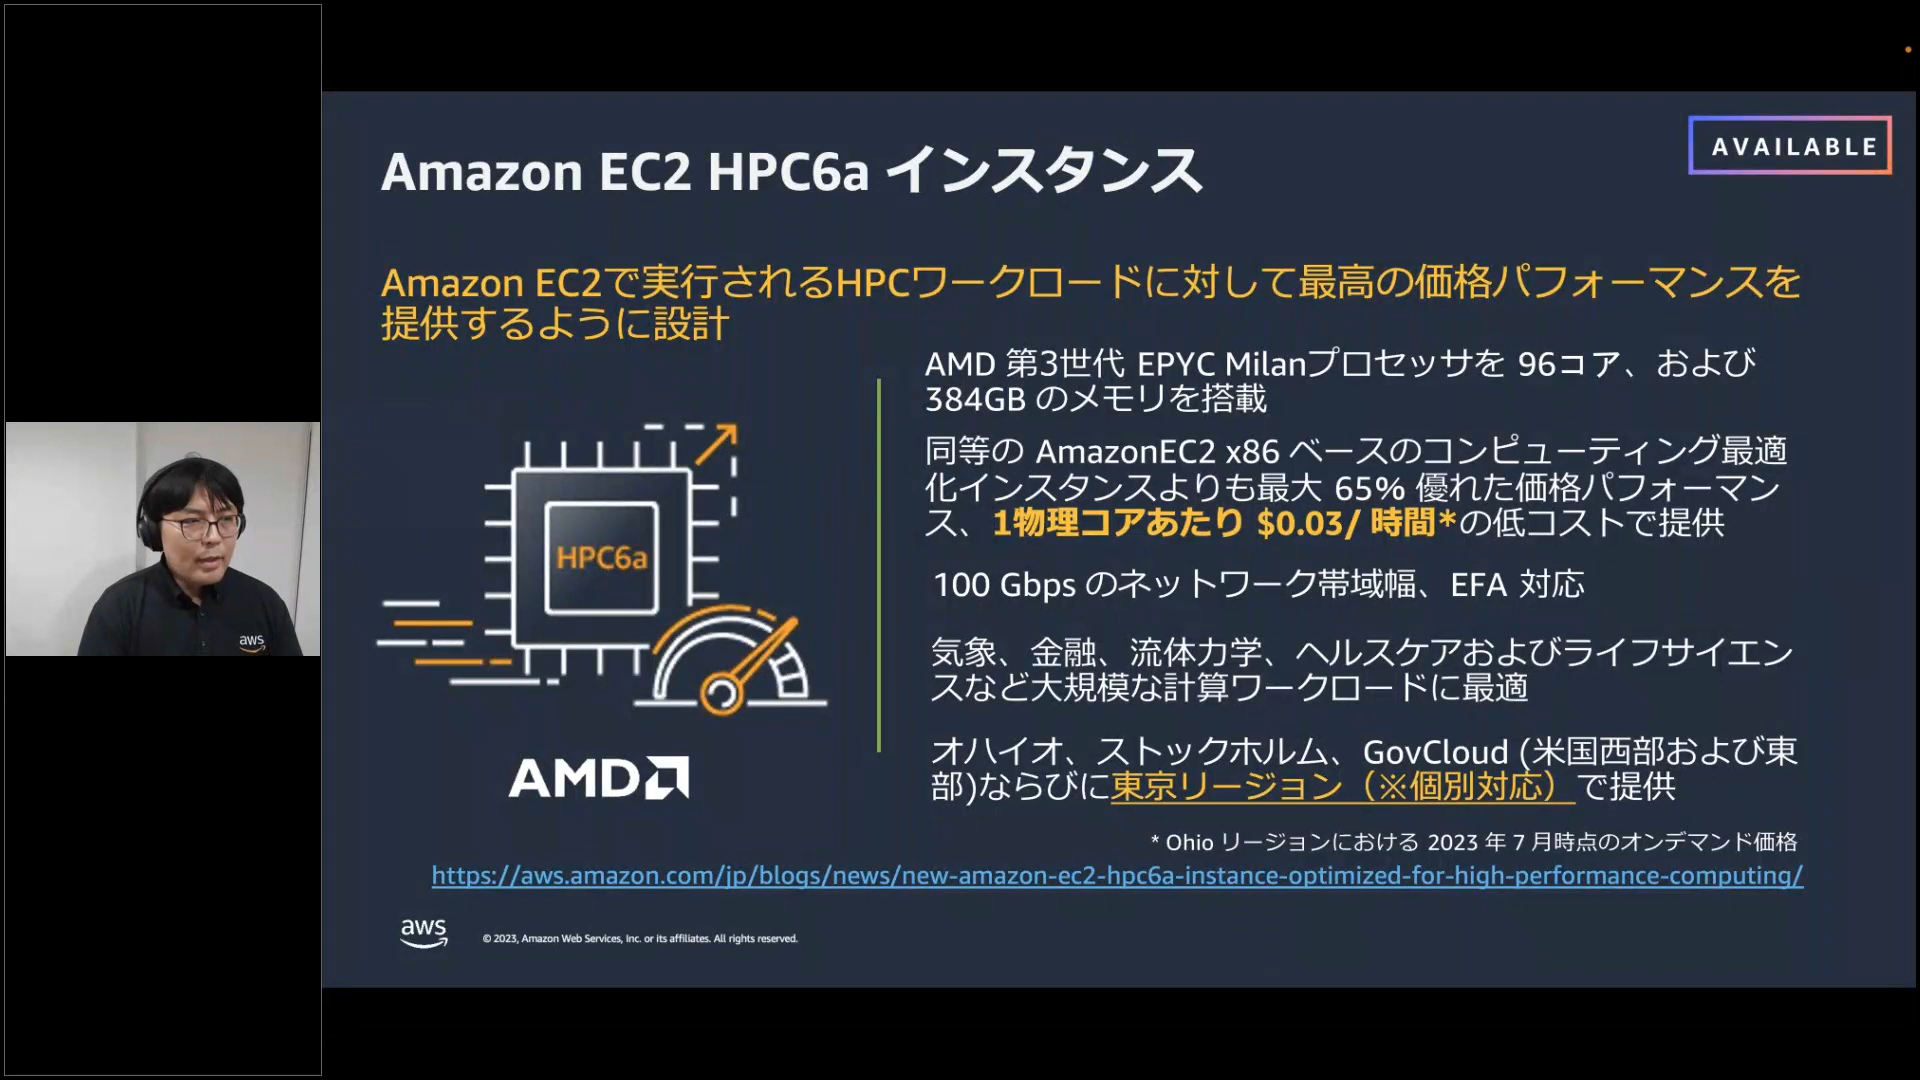 AVAILABLE
Amazon EC2 HPC6a インスタンス
Amazon EC2で実行されるHPCワークロードに対して最高の価格パフォーマンスを
提供するように設計
AMD 第3世代 EPYC Milanプロセッサを 96コア、および
384GB のメモリを搭載
同等の AmazonEC2 x86 ベースのコンピューティング最適
化インスタンスよりも最大 65% 優れた価格パフォーマン
ス、1物理コアあたり $0.03/ 時間*の低コストで提供
100 Gbps のネットワーク帯域幅、EFA 対応
気象、金融、流体力学、ヘルスケアおよびライフサイエン
スなど大規模な計算ワークロードに最適
オハイオ、ストックホルム、GovCloud (米国西部および東
部)ならびに東京リージョン（※個別対応）で提供
HPC6a
AMD
* Ohio リージョンにおける 2023 年 7 月時点のオンデマンド価格
https://aws.amazon.com/jp/blogs/news/new-amazon-ec2-hpc6a-instance-optimized-for-high-performance-computing/
aws
© 2023, Amazon Web Services, Inc. or its affiliates. All rights reserved.
aws